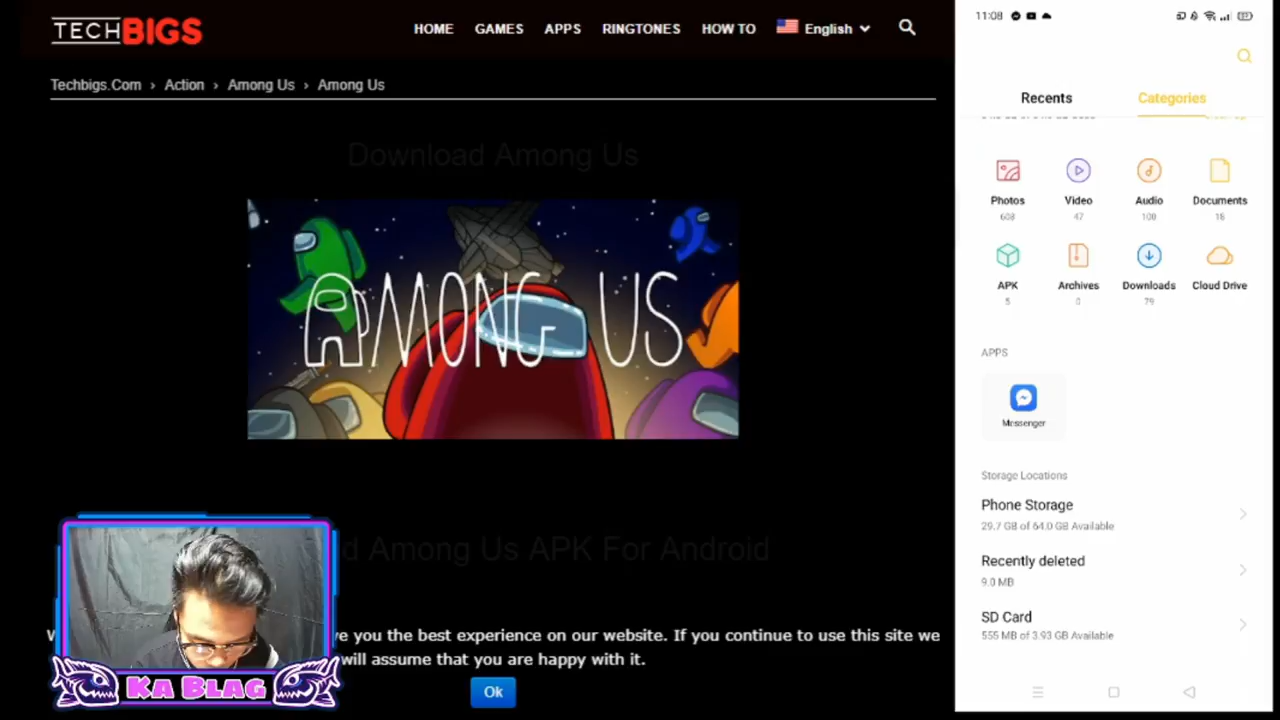 TECHBIGS
HOME GAMES APPS RINGTONES HOW TO English
Techbigs.Com › Action › Among Us › Among Us
Download Among Us
AMONG US
d Among Us APK For Android
ve you the best experience on our website. If you continue to use this site we
will assume that you are happy with it.
Ok
Ka Blag
11:08
Recents Categories
Photos Video Audio Documents
608 47 100 18
APK Archives Downloads Cloud Drive
5 0 79
APPS
Messenger
Storage Locations
Phone Storage
29.7 GB of 64.0 GB Available
Recently deleted
9.0 MB
SD Card
555 MB of 3.93 GB Available